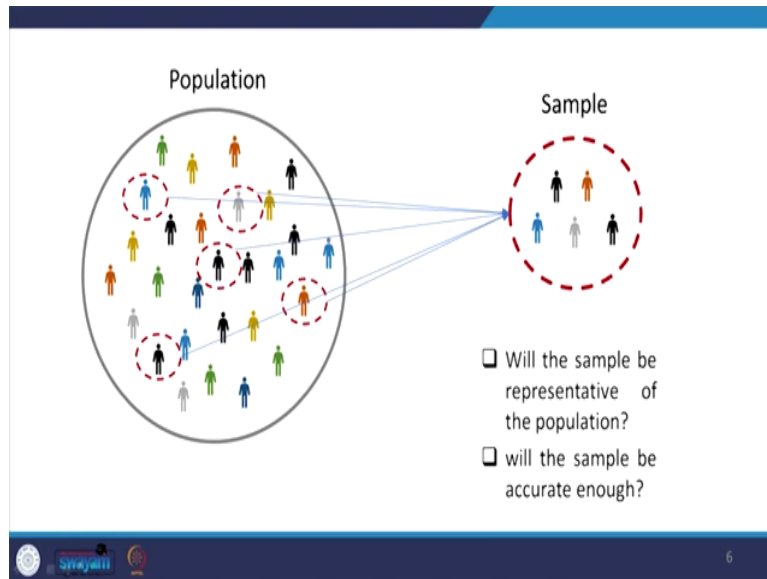 Population
Sample
❑ Will the sample be
representative of
the population?
❑ will the sample be
accurate enough?
swayam
6